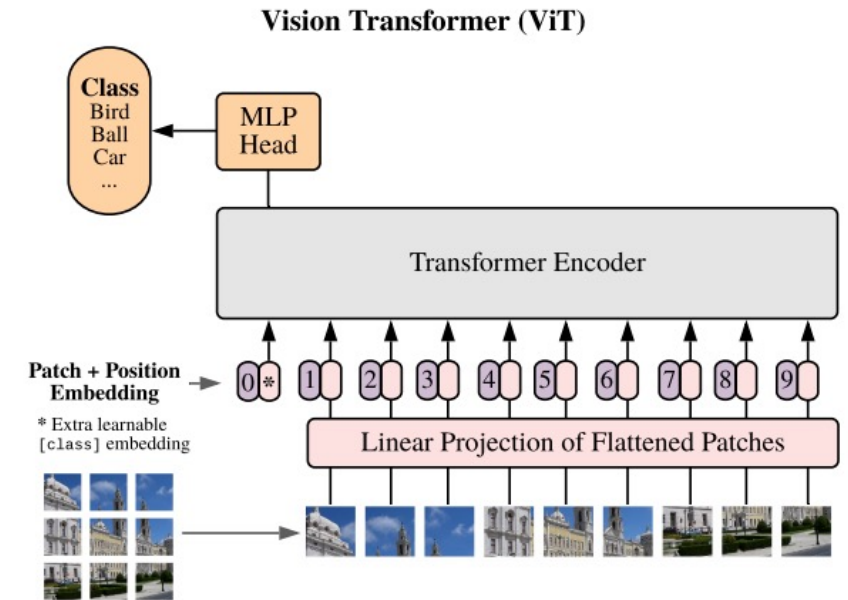 Vision Transformer (ViT)
Class
Bird
Ball
Car
...
MLP
Head
Transformer Encoder
Patch + Position
Embedding
0 * 1 2 3 4 5 6 7 8 9
* Extra learnable
[class] embedding
Linear Projection of Flattened Patches